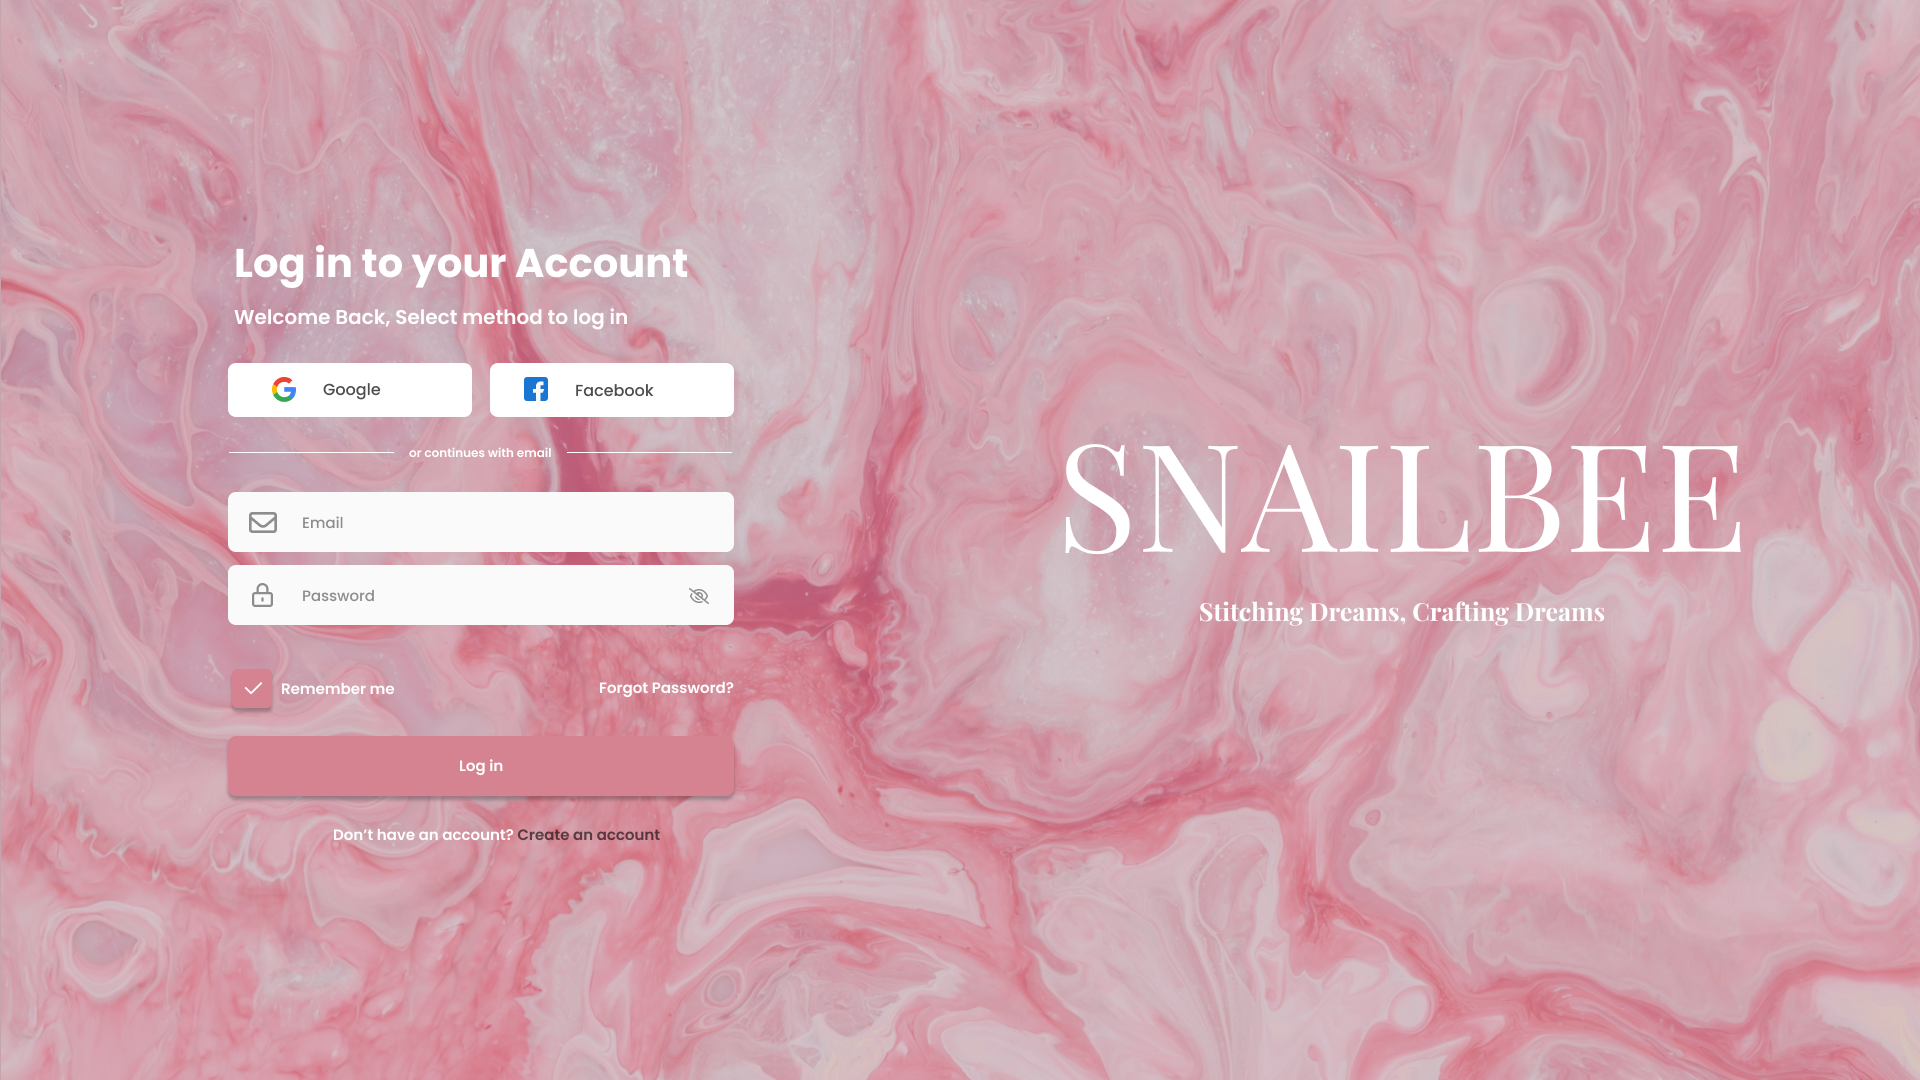 Log in to your Account
Welcome Back, Select method to log in
Google
Facebook
or continues with email
Email
Password
Remember me
Forgot Password?
Log in
Don’t have an account? Create an account
SNAILBEE
Stitching Dreams, Crafting Dreams